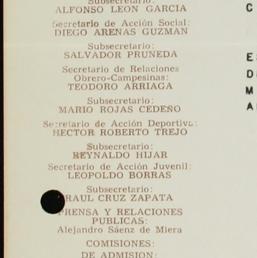 Subsecretario:
ALFONSO LEON GARCIA
Secretario de Acción Social:
DIEGO ARENAS GUZMAN
Subsecretario:
SALVADOR PRUNEDA
Secretario de Relaciones
Obrero-Campesinas:
TEODORO ARRIAGA
Subsecretario:
MARIO ROJAS CEDEÑO
Secretario de Acción Deportiva:
HECTOR ROBERTO TREJO
Subsecretario:
REYNALDO HIJAR
Secretario de Acción Juvenil:
LEOPOLDO BORRAS
Subsecretario:
RAUL CRUZ ZAPATA
PRENSA Y RELACIONES
PUBLICAS:
Alejandro Sáenz de Miera
COMISIONES:
DE ADMISION:
C
E
D
M
A